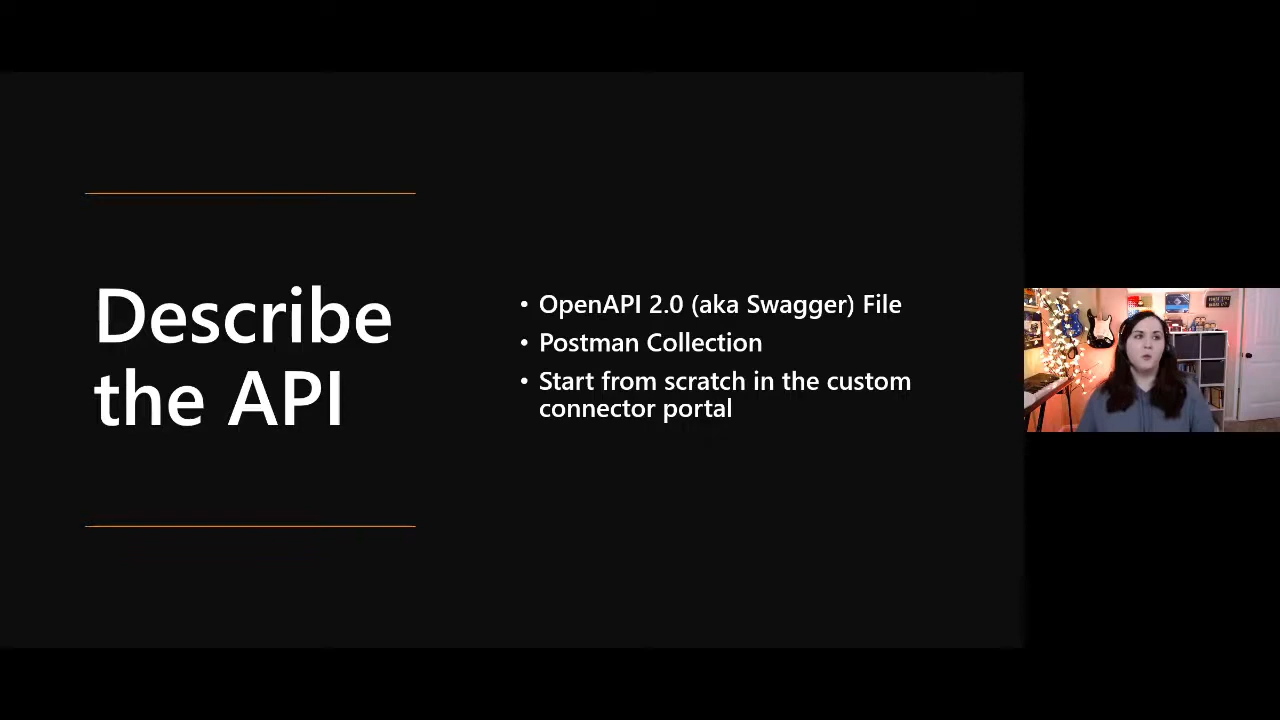 Describe
the API
• OpenAPI 2.0 (aka Swagger) File
• Postman Collection
• Start from scratch in the custom
connector portal